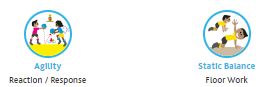 Agility
Reaction / Response
Static Balance
Floor Work